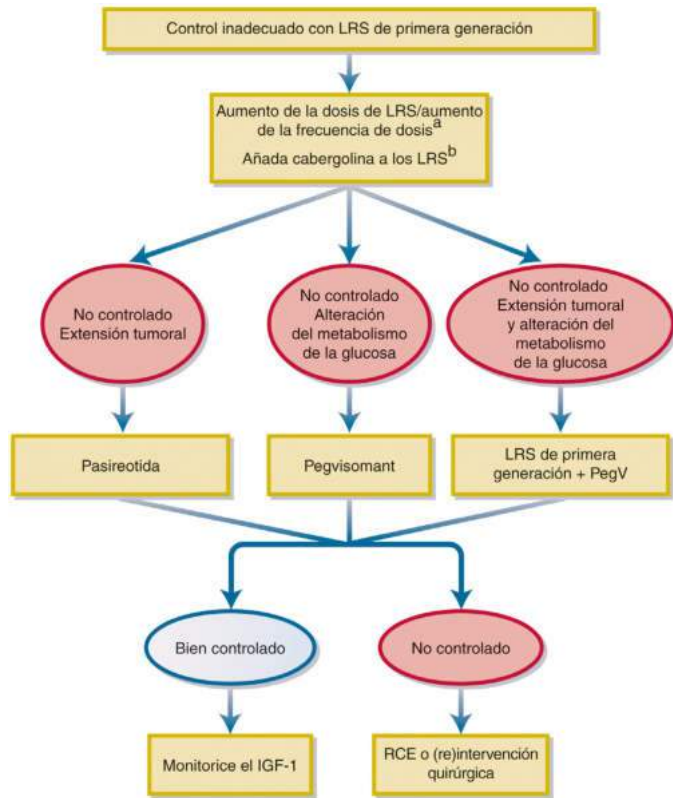 Control inadecuado con LRS de primera generación
Aumento de la dosis de LRS/aumento
de la frecuencia de dosisa
Añada cabergolina a los LRSb
No controlado
Extensión tumoral
No controlado
Alteración
del metabolismo
de la glucosa
No controlado
Extensión tumoral
y alteración del
metabolismo
de la glucosa
Pasireotida
Pegvisomant
LRS de primera
generación + PegV
Bien controlado
No controlado
Monitorice el IGF-1
RCE o (re)intervención
quirúrgica